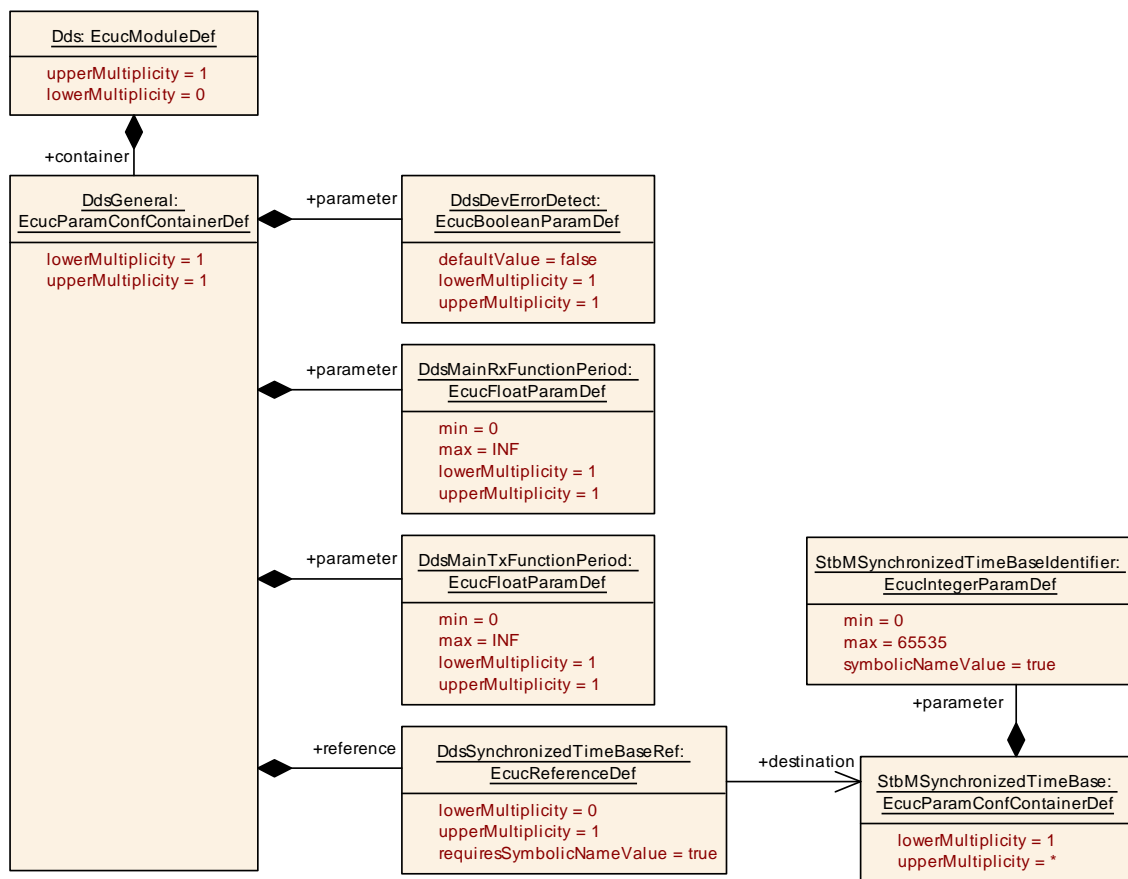 Dds: EcucModuleDef
upperMultiplicity = 1
lowerMultiplicity = 0
+container
DdsGeneral:
EcucParamConfContainerDef
lowerMultiplicity = 1
upperMultiplicity = 1
+parameter
DdsDevErrorDetect:
EcucBooleanParamDef
defaultValue = false
lowerMultiplicity = 1
upperMultiplicity = 1
+parameter
DdsMainRxFunctionPeriod:
EcucFloatParamDef
min = 0
max = INF
lowerMultiplicity = 1
upperMultiplicity = 1
+parameter
DdsMainTxFunctionPeriod:
EcucFloatParamDef
min = 0
max = INF
lowerMultiplicity = 1
upperMultiplicity = 1
StbMSynchronizedTimeBaseIdentifier:
EcucIntegerParamDef
min = 0
max = 65535
symbolicNameValue = true
+parameter
+reference
DdsSynchronizedTimeBaseRef:
EcucReferenceDef
lowerMultiplicity = 0
upperMultiplicity = 1
requiresSymbolicNameValue = true
+destination
StbMSynchronizedTimeBase:
EcucParamConfContainerDef
lowerMultiplicity = 1
upperMultiplicity = *